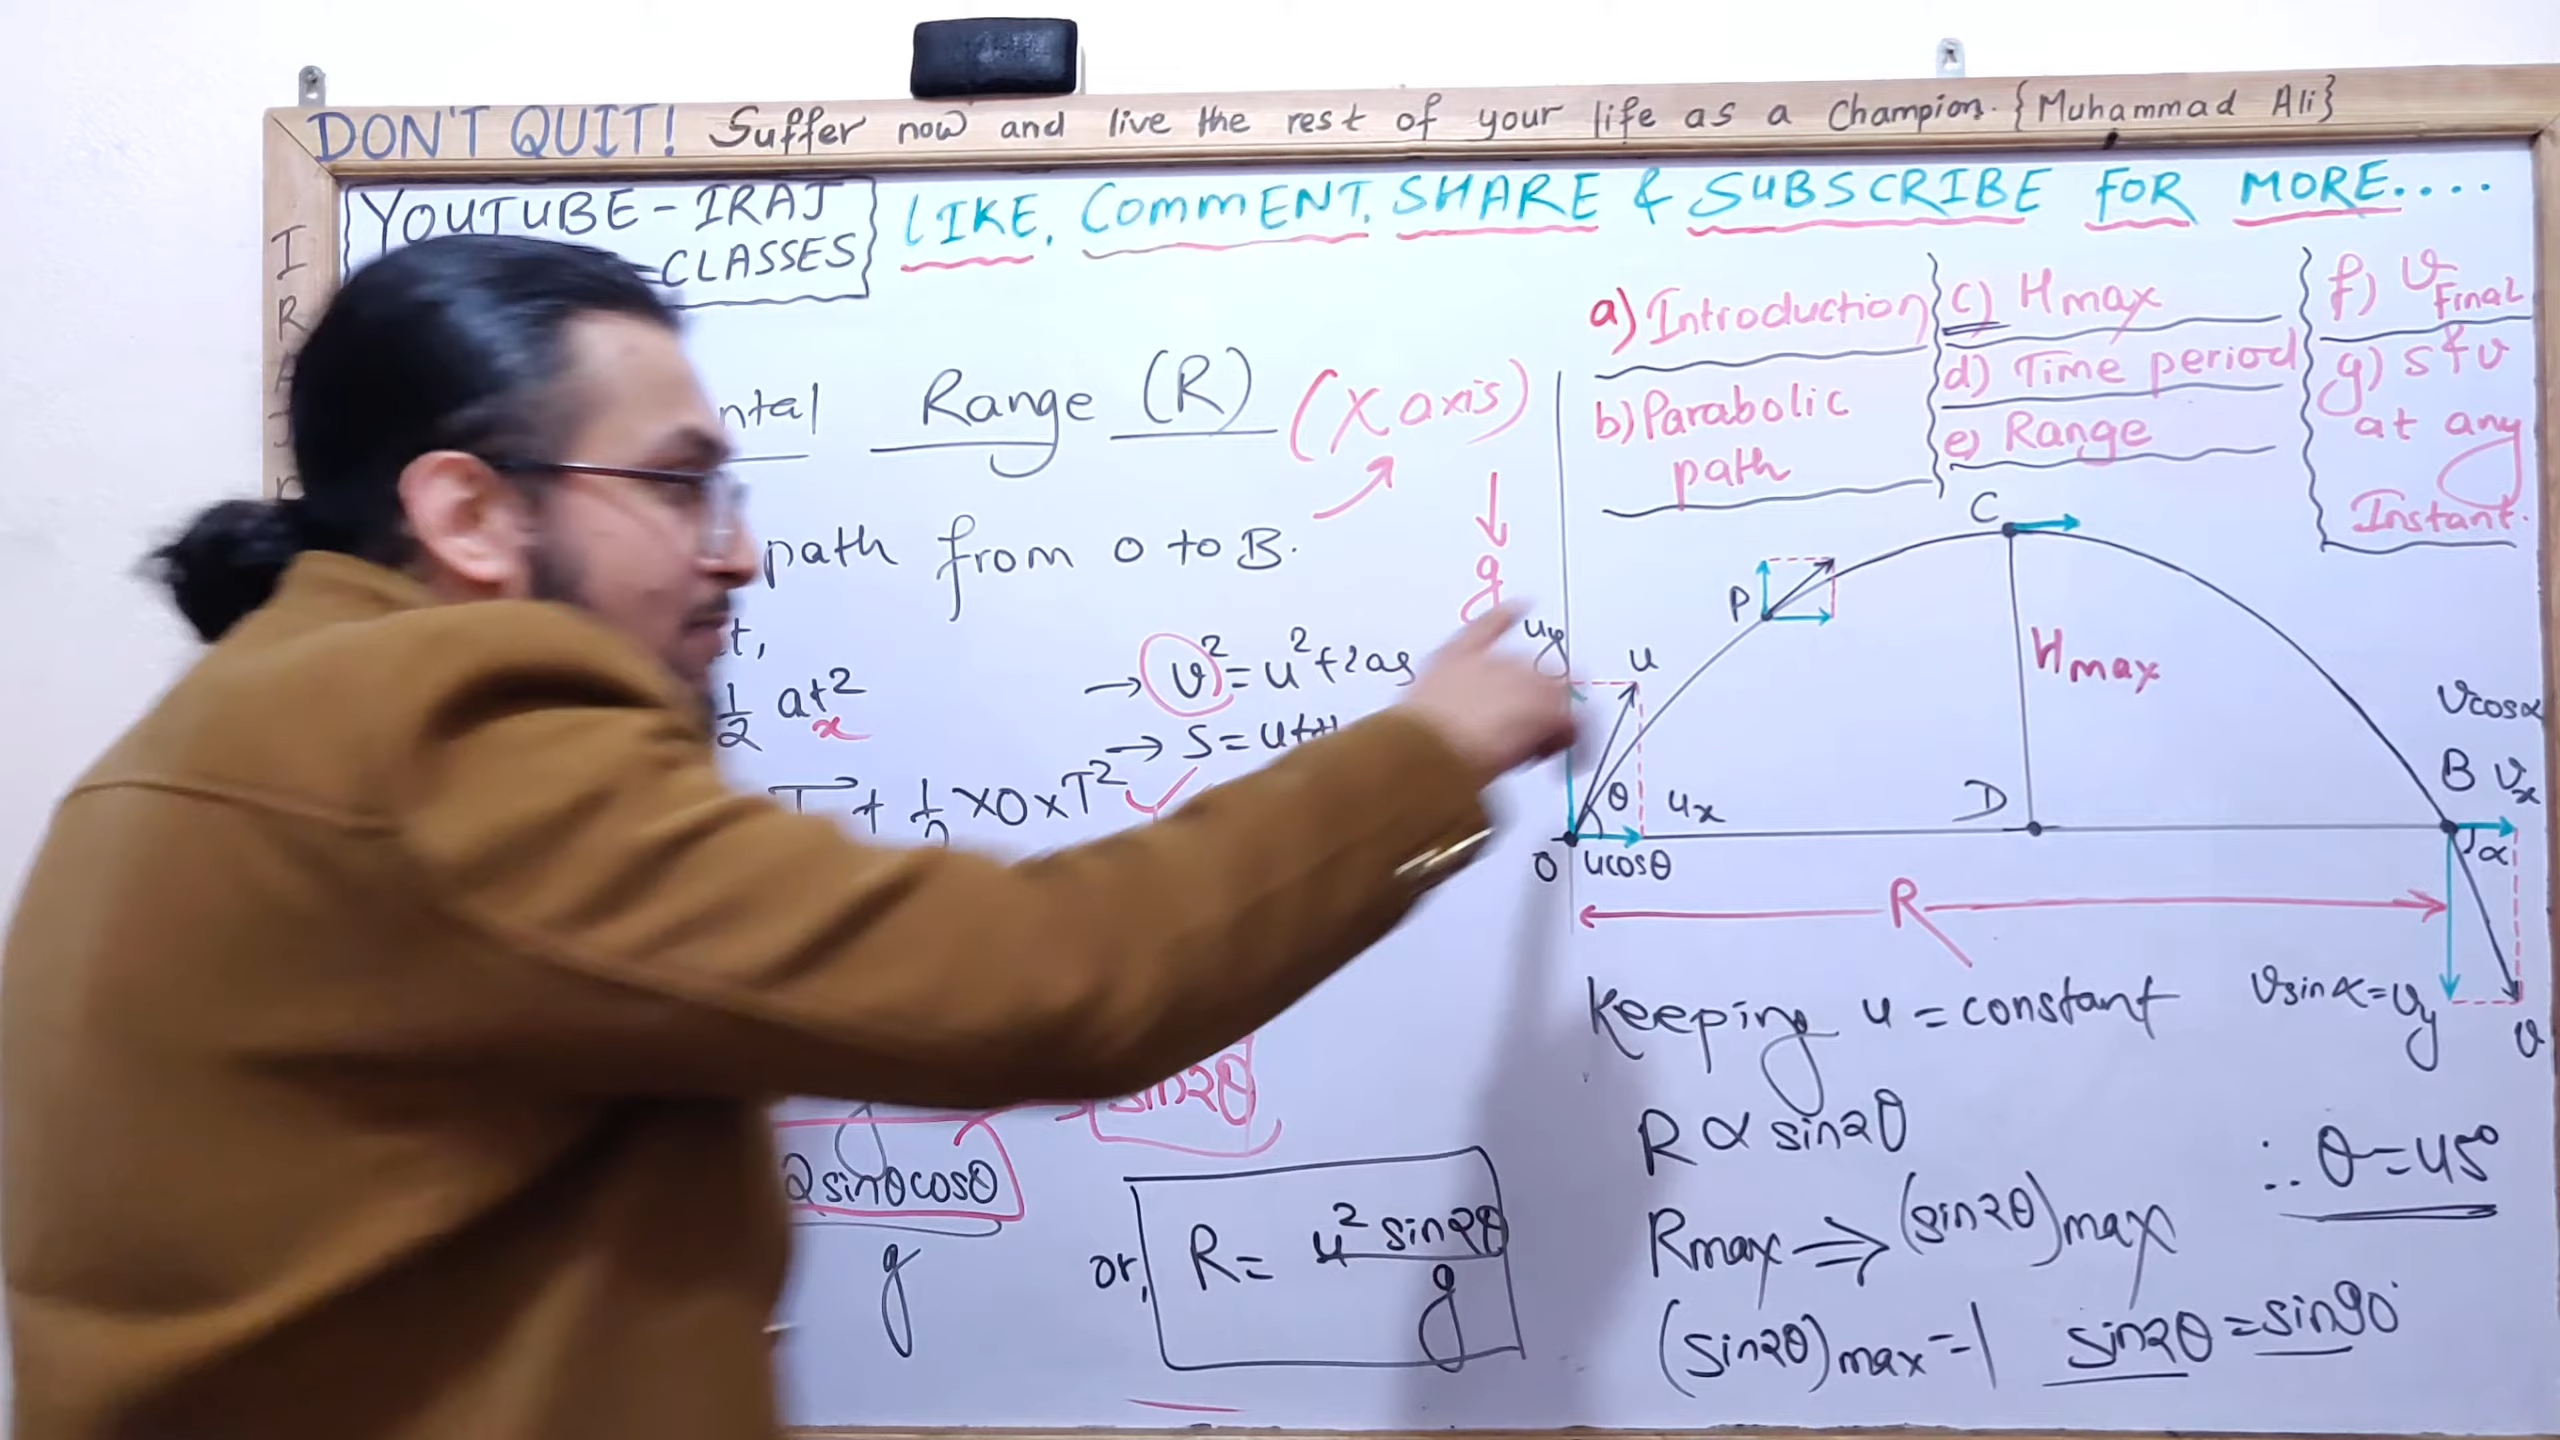 DON'T QUIT! Suffer now and live the rest of your life as a Champion. {Muhammad Ali}
YOUTUBE - IRAJ
CLASSES
LIKE, COMMENT, SHARE & SUBSCRIBE FOR MORE....
I
R
A
J
a) Introduction
b) Parabolic path
c) Hmax
d) Time period
e) Range
f) vFinal
g) s & v at any Instant.
Range (R) (X axis)
g
path from O to B.
t,
1/2 at²
x
→ v² = u² + 2as
→ s = ut
T + 1/2 × 0 × T²
sin2θ
2sinθcosθ
g
or, R = u² sin2θ / g
uy
u
θ
ux
O
ucosθ
P
C
Hmax
D
vcosα
B vx
α
R
vsinα = vy
v
Keeping u = constant
R ∝ sin2θ
Rmax ⇒ (sin2θ)max
∴ θ = 45°
(sin2θ)max = 1 sin2θ = sin90°